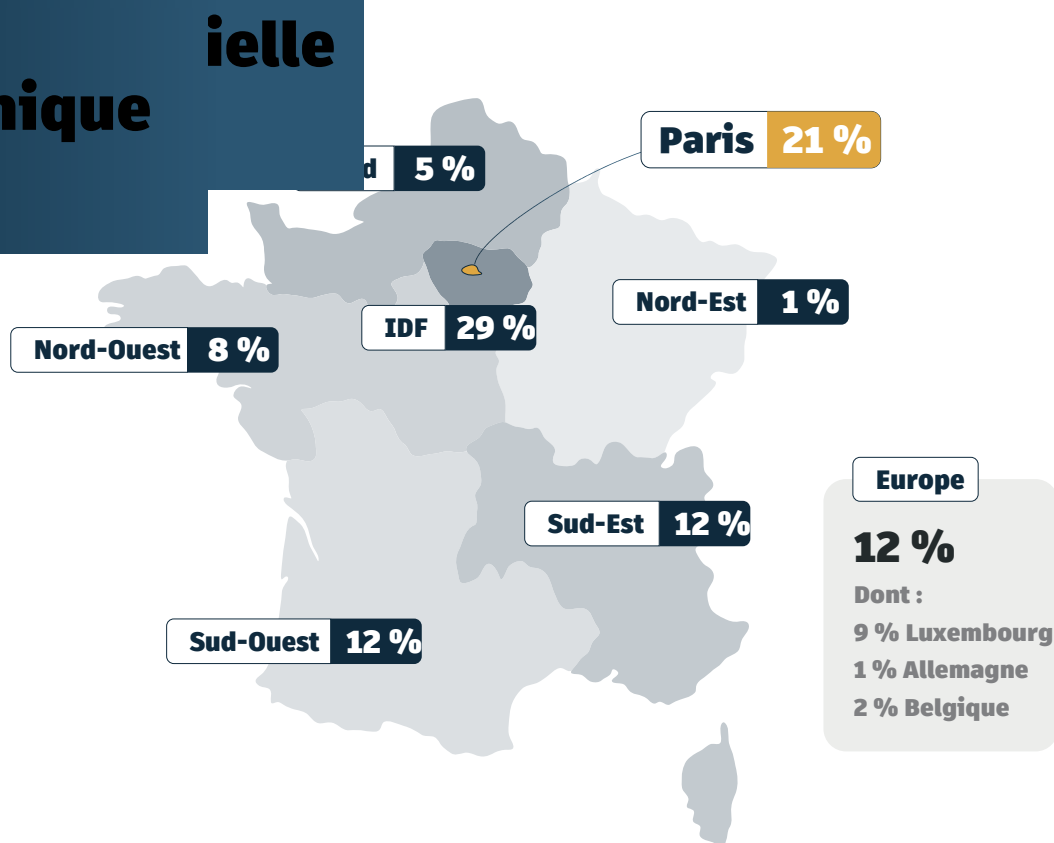 ielle
nique
Paris 21 %
d 5 %
Nord-Est 1 %
IDF 29 %
Nord-Ouest 8 %
Europe
12 %
Dont :
9 % Luxembourg
1 % Allemagne
2 % Belgique
Sud-Est 12 %
Sud-Ouest 12 %